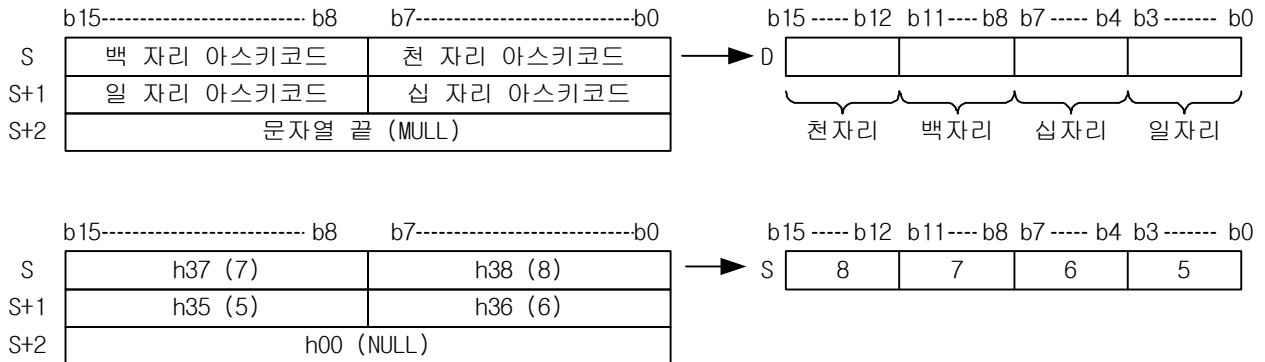 b15------------------------- b8 b7---------------------------b0 b15 ----- b12 b11---- b8 b7 ----- b4 b3 ------- b0
S 백 자리 아스키코드 천 자리 아스키코드 D
S+1 일 자리 아스키코드 십 자리 아스키코드
S+2 문자열 끝 (MULL) 천자리 백자리 십자리 일자리
b15------------------------- b8 b7---------------------------b0 b15 ----- b12 b11---- b8 b7 ----- b4 b3 ------- b0
S h37 (7) h38 (8) S 8 7 6 5
S+1 h35 (5) h36 (6)
S+2 h00 (NULL)